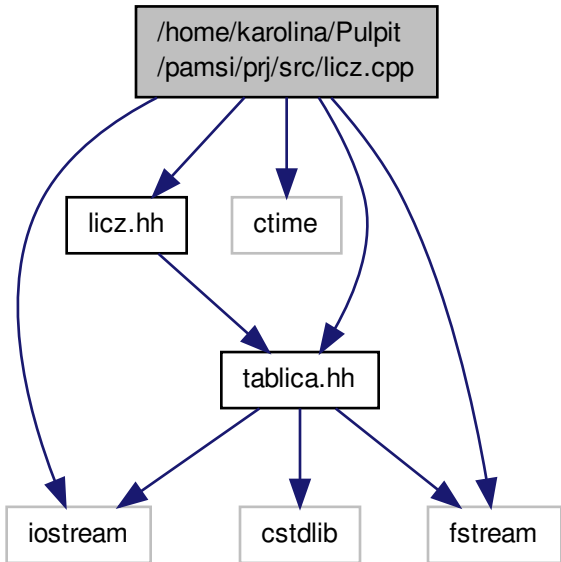 /home/karolina/Pulpit
/pamsi/prj/src/licz.cpp
licz.hh
ctime
tablica.hh
iostream
cstdlib
fstream